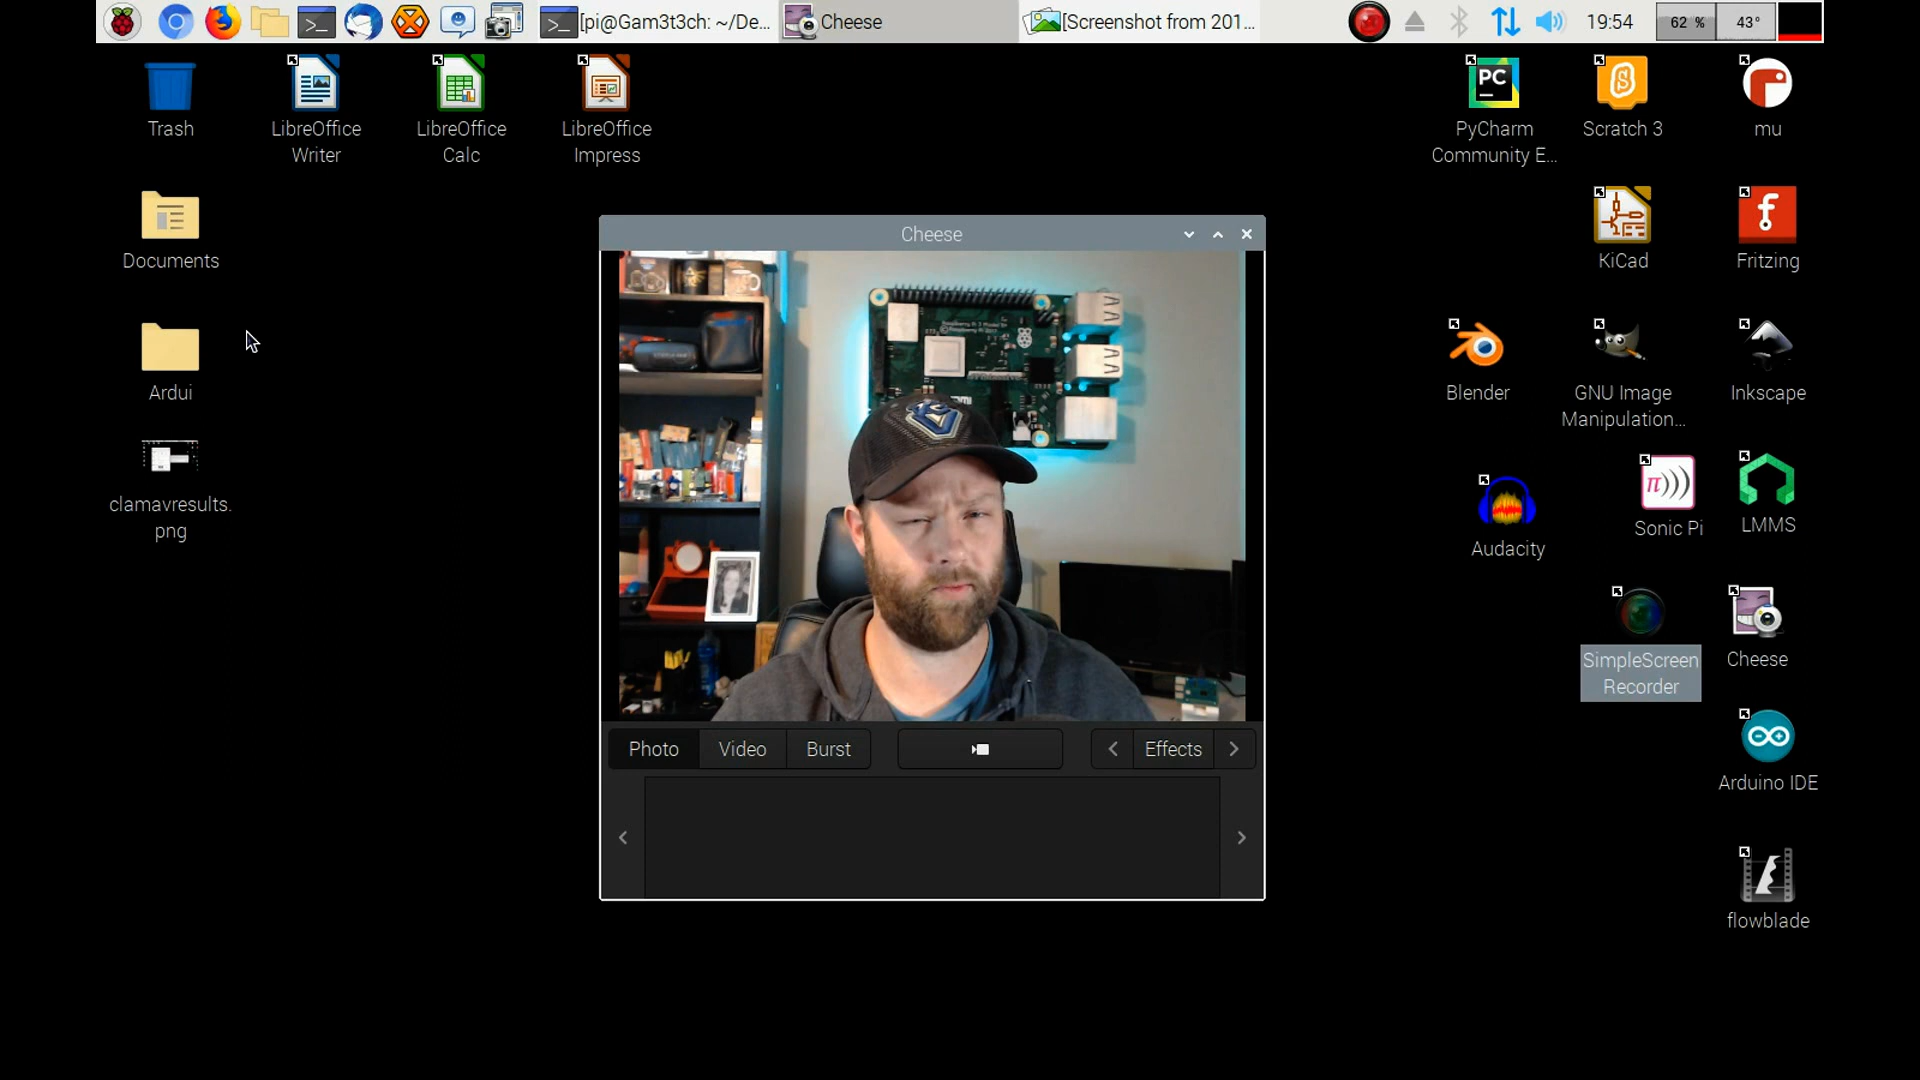 [pi@Gam3t3ch: ~/De...
Cheese
[Screenshot from 201...
19:54
62 %
43°
Trash
LibreOffice
Writer
LibreOffice
Calc
LibreOffice
Impress
PC
PyCharm
Community E...
Scratch 3
mu
Documents
KiCad
Fritzing
Cheese
Ardui
Blender
GNU Image
Manipulation...
Inkscape
clamavresults.
png
Audacity
Sonic Pi
LMMS
SimpleScreen
Recorder
Cheese
Photo
Video
Burst
Effects
Arduino IDE
flowblade